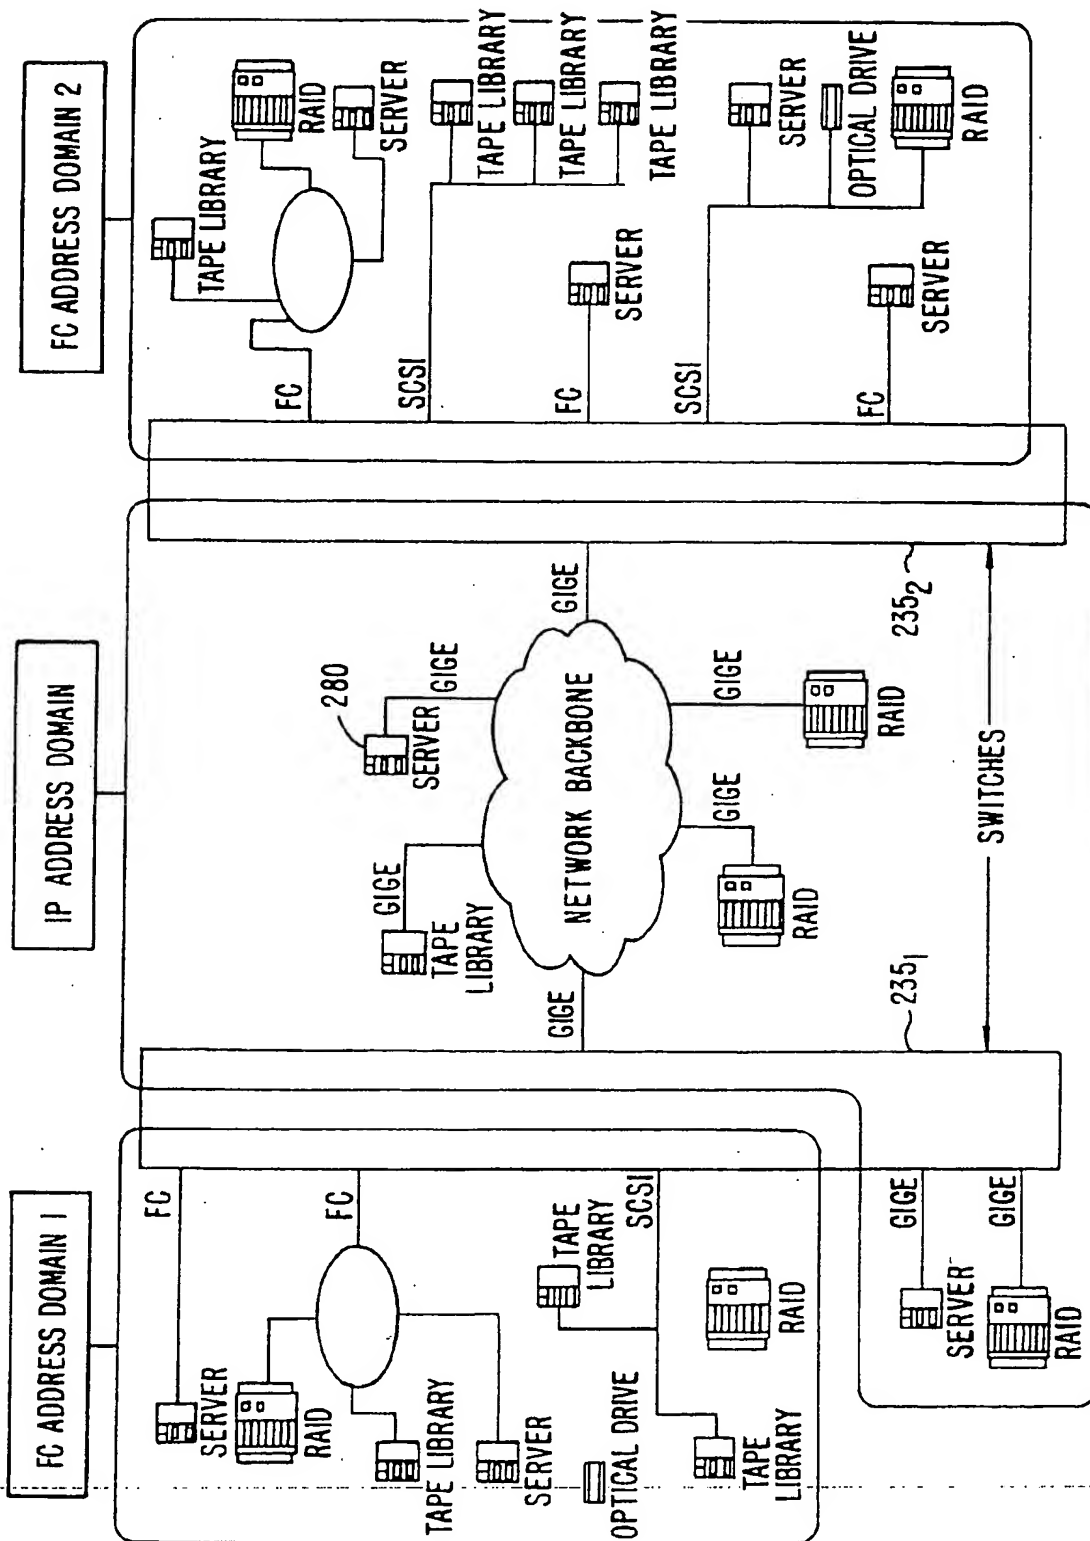 FC ADDRESS DOMAIN 1
IP ADDRESS DOMAIN
FC ADDRESS DOMAIN 2
FC
SERVER
RAID
FC
TAPE LIBRARY
SERVER
OPTICAL DRIVE
TAPE
LIBRARY
SCSI
TAPE
LIBRARY
RAID
GIGE
SERVER
GIGE
RAID
235₁
SWITCHES
235₂
GIGE
GIGE
TAPE
LIBRARY
280
SERVER
GIGE
NETWORK BACKBONE
GIGE
GIGE
RAID
GIGE
RAID
TAPE LIBRARY
RAID
SERVER
FC
SCSI
TAPE LIBRARY
TAPE LIBRARY
TAPE LIBRARY
FC
SERVER
SCSI
SERVER
OPTICAL DRIVE
RAID
FC
SERVER